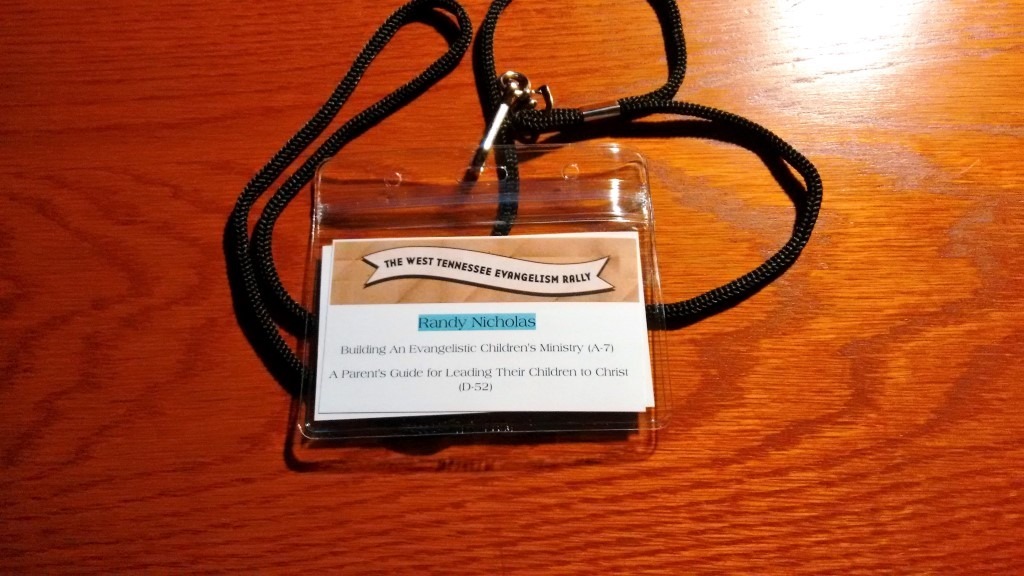 THE WEST TENNESSEE EVANGELISM RALLY
Randy Nicholas
Building An Evangelistic Children's Ministry (A-7)
A Parent's Guide for Leading Their Children to Christ
(D-52)